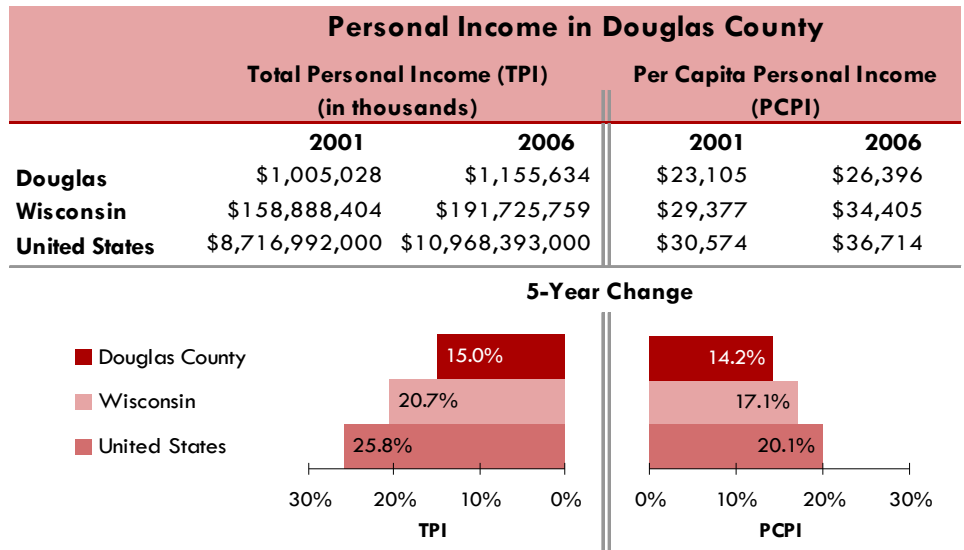 Personal Income in Douglas County
Total Personal Income (TPI) Per Capita Personal Income
(in thousands) (PCPI)
2001 2006 2001 2006
Douglas $1,005,028 $1,155,634 $23,105 $26,396
Wisconsin $158,888,404 $191,725,759 $29,377 $34,405
United States $8,716,992,000 $10,968,393,000 $30,574 $36,714
5-Year Change
Douglas County 15.0% 14.2%
Wisconsin 20.7% 17.1%
United States 25.8% 20.1%
30% 20% 10% 0% 0% 10% 20% 30%
TPI PCPI